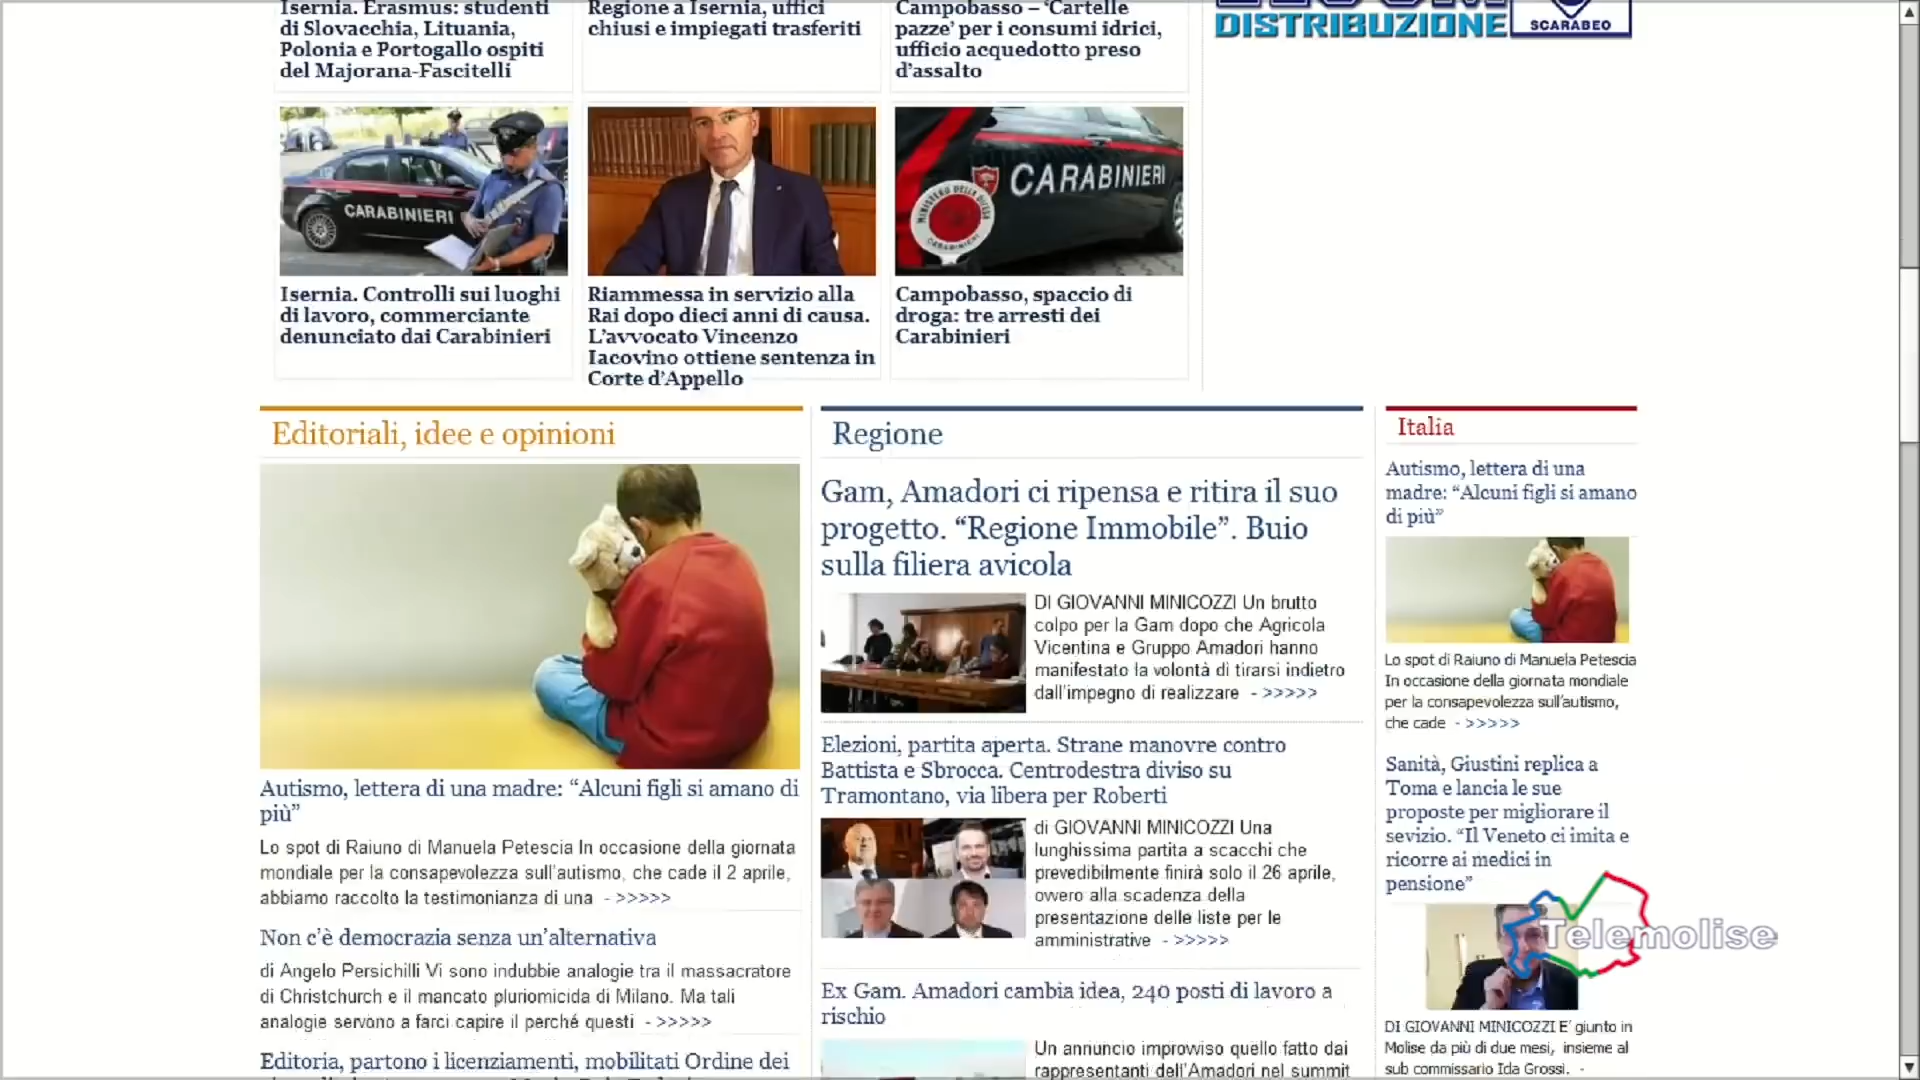 Isernia. Erasmus: studenti
di Slovacchia, Lituania,
Polonia e Portogallo ospiti
del Majorana-Fascitelli
Regione a Isernia, uffici
chiusi e impiegati trasferiti
Campobasso – ‘Cartelle
pazze’ per i consumi idrici,
ufficio acquedotto preso
d’assalto
DISTRIBUZIONE
SCARABEO
CARABINIERI
CARABINIERI
MINISTERO DELLA DIFESA
CARABINIERI
Isernia. Controlli sui luoghi
di lavoro, commerciante
denunciato dai Carabinieri
Riammessa in servizio alla
Rai dopo dieci anni di causa.
L’avvocato Vincenzo
Iacovino ottiene sentenza in
Corte d’Appello
Campobasso, spaccio di
droga: tre arresti dei
Carabinieri
Editoriali, idee e opinioni
Autismo, lettera di una madre: “Alcuni figli si amano di
più”
Lo spot di Raiuno di Manuela Petescia In occasione della giornata
mondiale per la consapevolezza sull’autismo, che cade il 2 aprile,
abbiamo raccolto la testimonianza di una - >>>>>
Non c’è democrazia senza un’alternativa
di Angelo Persichilli Vi sono indubbie analogie tra il massacratore
di Christchurch e il mancato pluriomicida di Milano. Ma tali
analogie servono a farci capire il perché questi - >>>>>
Editoria, partono i licenziamenti, mobilitati Ordine dei
Regione
Gam, Amadori ci ripensa e ritira il suo
progetto. “Regione Immobile”. Buio
sulla filiera avicola
DI GIOVANNI MINICOZZI Un brutto
colpo per la Gam dopo che Agricola
Vicentina e Gruppo Amadori hanno
manifestato la volontà di tirarsi indietro
dall’impegno di realizzare - >>>>>
Elezioni, partita aperta. Strane manovre contro
Battista e Sbrocca. Centrodestra diviso su
Tramontano, via libera per Roberti
di GIOVANNI MINICOZZI Una
lunghissima partita a scacchi che
prevedibilmente finirà solo il 26 aprile,
ovvero alla scadenza della
presentazione delle liste per le
amministrative - >>>>>
Ex Gam. Amadori cambia idea, 240 posti di lavoro a
rischio
Un annuncio improvviso quello fatto dai
rappresentanti dell’Amadori nel summit
Italia
Autismo, lettera di una
madre: “Alcuni figli si amano
di più”
Lo spot di Raiuno di Manuela Petescia
In occasione della giornata mondiale
per la consapevolezza sull’autismo,
che cade - >>>>>
Sanità, Giustini replica a
Toma e lancia le sue
proposte per migliorare il
sevizio. “Il Veneto ci imita e
ricorre ai medici in
pensione”
Telemolise
DI GIOVANNI MINICOZZI E’ giunto in
Molise da più di due mesi, insieme al
sub commissario Ida Grossi. -